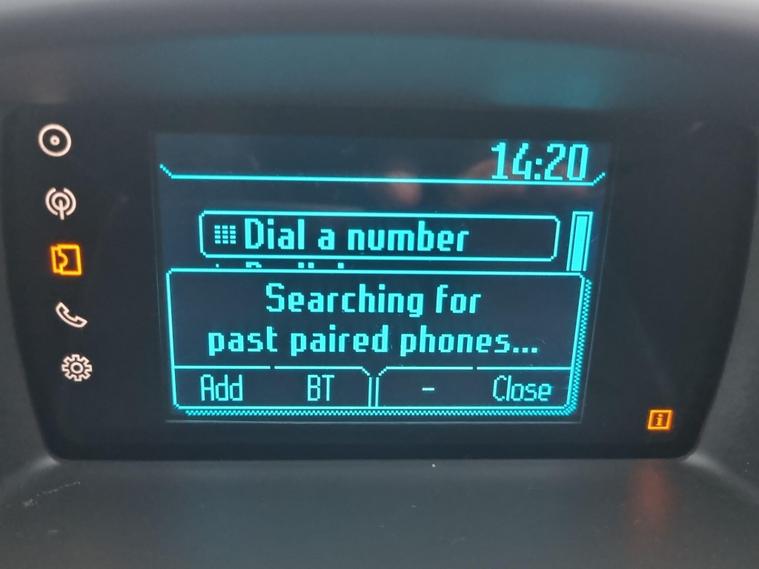 14:20
Dial a number
Searching for
past paired phones...
Add BT - Close
i